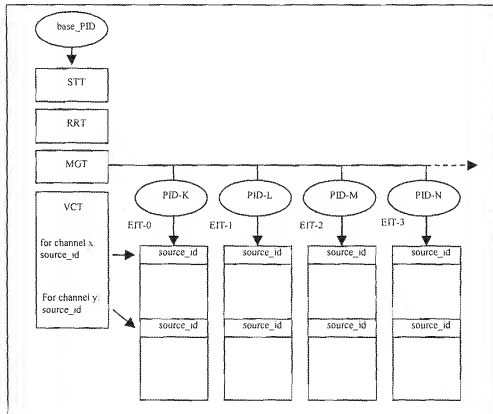 base_PID
STT
RRT
MGT
PID-K PID-L PID-M PID-N
VCT
EIT-0 EIT-1 EIT-2 EIT-3
for channel x.
source_id
source_id source_id source_id source_id
For channel y:
source_id
source_id source_id source_id source_id